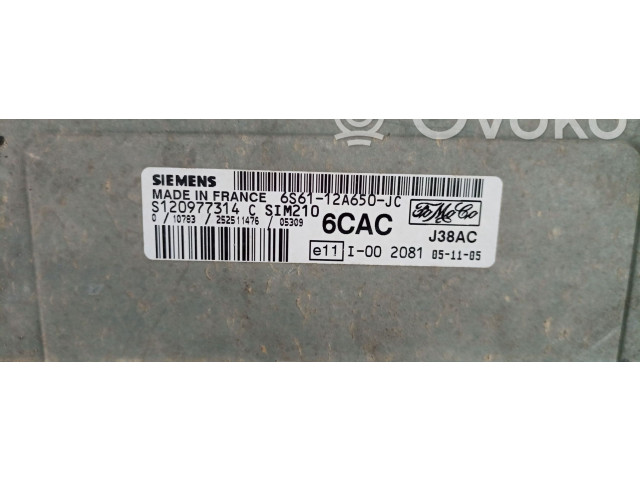 OVOKO
SIEMENS
MADE IN FRANCE 6S61-12A650-JC
S120977314 C SIM210
0 / 10783 / 252511476 / 05309
6CAC
FoMoCo
J38AC
e11 I-00 2081 05-11-05